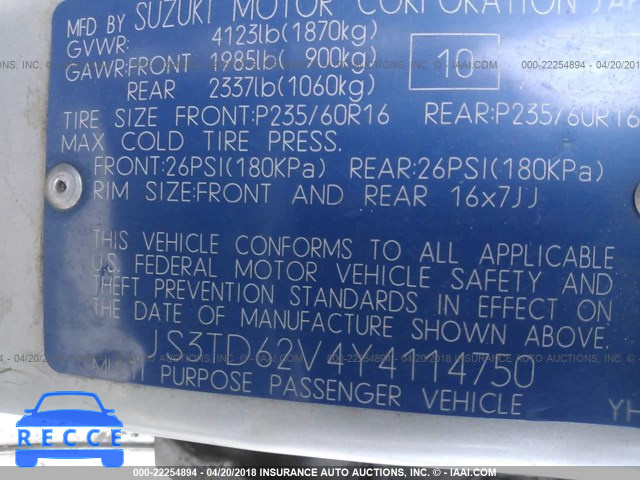 MFD BY SUZUKI MOTOR CORPORATION
GVWR: 4123lb(1870kg)
GAWR:FRONT 1985lb( 900kg)
10
REAR 2337lb(1060kg)
TIRE SIZE FRONT:P235/60R16 REAR:P235/60R16
MAX COLD TIRE PRESS.
FRONT:26PSI(180KPa) REAR:26PSI(180KPa)
RIM SIZE:FRONT AND REAR 16x7JJ
THIS VEHICLE CONFORMS TO ALL APPLICABLE
U.S. FEDERAL MOTOR VEHICLE SAFETY AND
THEFT PREVENTION STANDARDS IN EFFECT ON
THE DATE OF MANUFACTURE SHOWN ABOVE.
JS3TD62V4Y4114750
PURPOSE PASSENGER VEHICLE
YH
RECCE
000-22254894 - 04/20/2018 INSURANCE AUTO AUCTIONS, INC. - © IAAI.COM